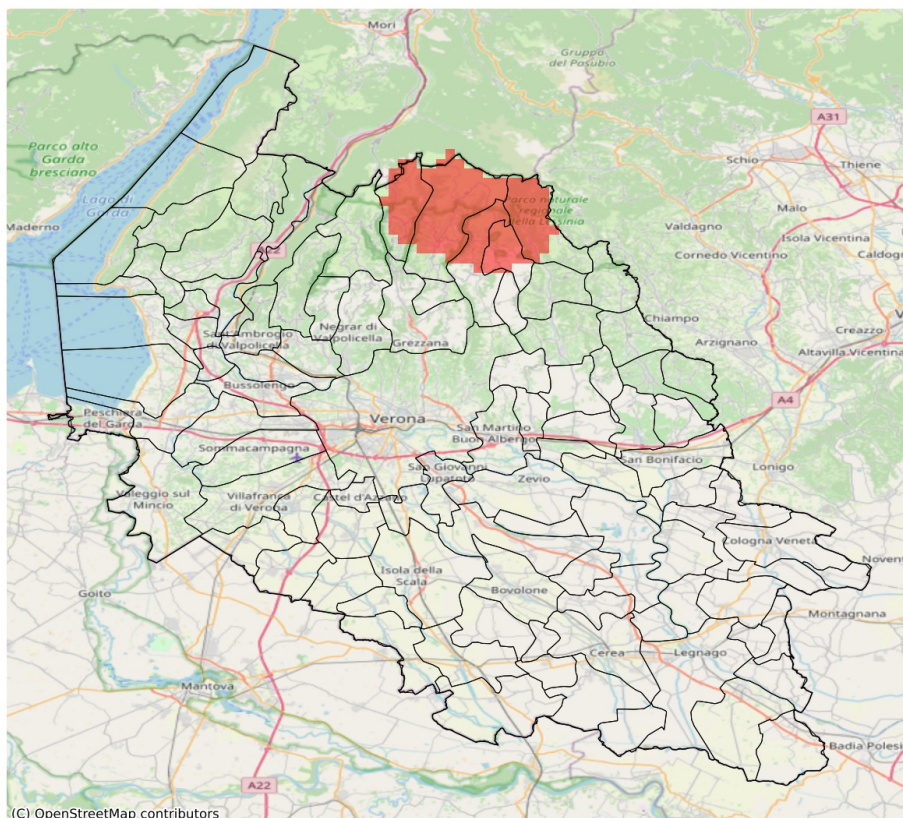 Mori
Gruppo
del Pasubio
A31
Parco alto
Garda
bresciano
Schio
Thiene
Lago di
Garda
Parco naturale
regionale
della Lessinia
Malo
Maderno
Valdagno
Isola Vicentina
A22
Cornedo Vicentino
Caldogn
Chiampo
Negrar di
Valpolicella
Sant'Ambrogio
di Valpolicella
Grezzana
Arzignano
Creazzo
Altavilla Vicentina
Bussolengo
A4
Peschiera
del Garda
Verona
San Martino
Buon Albergo
Sommacampagna
San Bonifacio
Lonigo
San Giovanni
Lupatoto
Zevio
Valeggio sul
Mincio
Villafranca
di Verona
Castel d'Azzano
Cologna Veneta
Novent
Isola della
Scala
Goito
Bovolone
Montagnana
Cerea
Legnago
Mantova
Badia Polesi
A22
(C) OpenStreetMap contributors